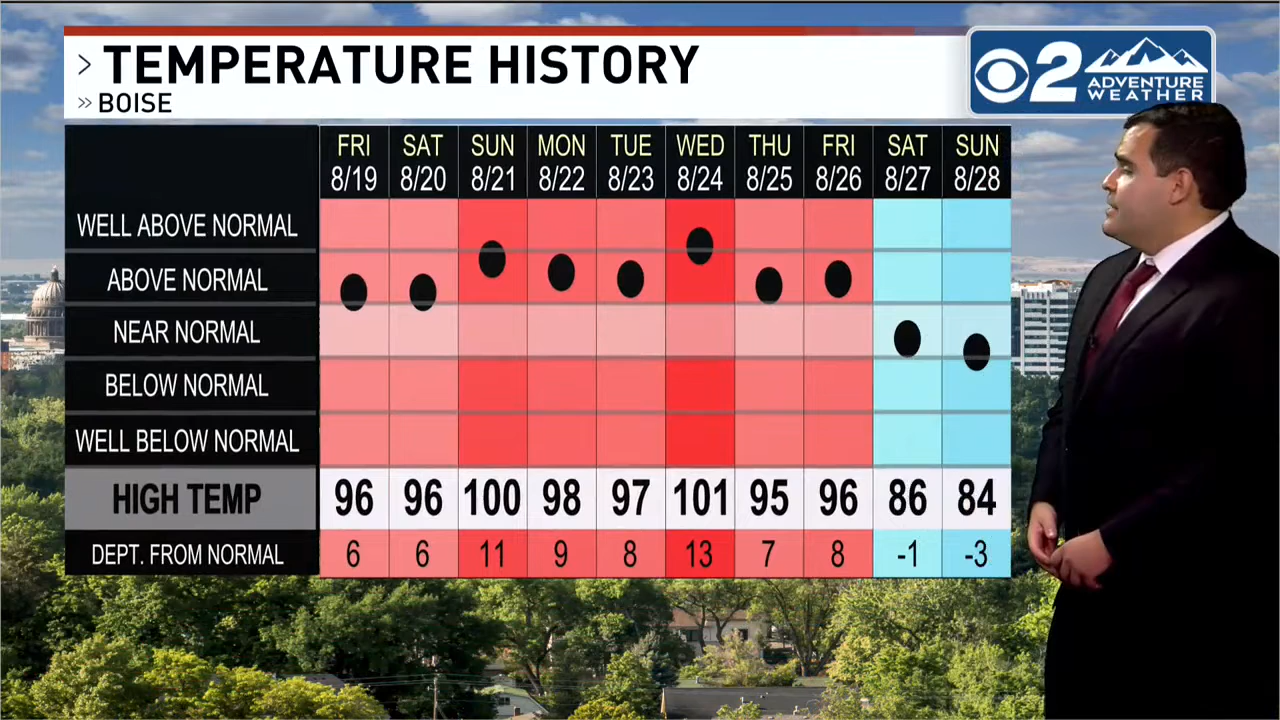 > TEMPERATURE HISTORY
» BOISE
2 ADVENTURE
WEATHER
FRI SAT SUN MON TUE WED THU FRI SAT SUN
8/19 8/20 8/21 8/22 8/23 8/24 8/25 8/26 8/27 8/28
WELL ABOVE NORMAL
ABOVE NORMAL
NEAR NORMAL
BELOW NORMAL
WELL BELOW NORMAL
HIGH TEMP 96 96 100 98 97 101 95 96 86 84
DEPT. FROM NORMAL 6 6 11 9 8 13 7 8 -1 -3